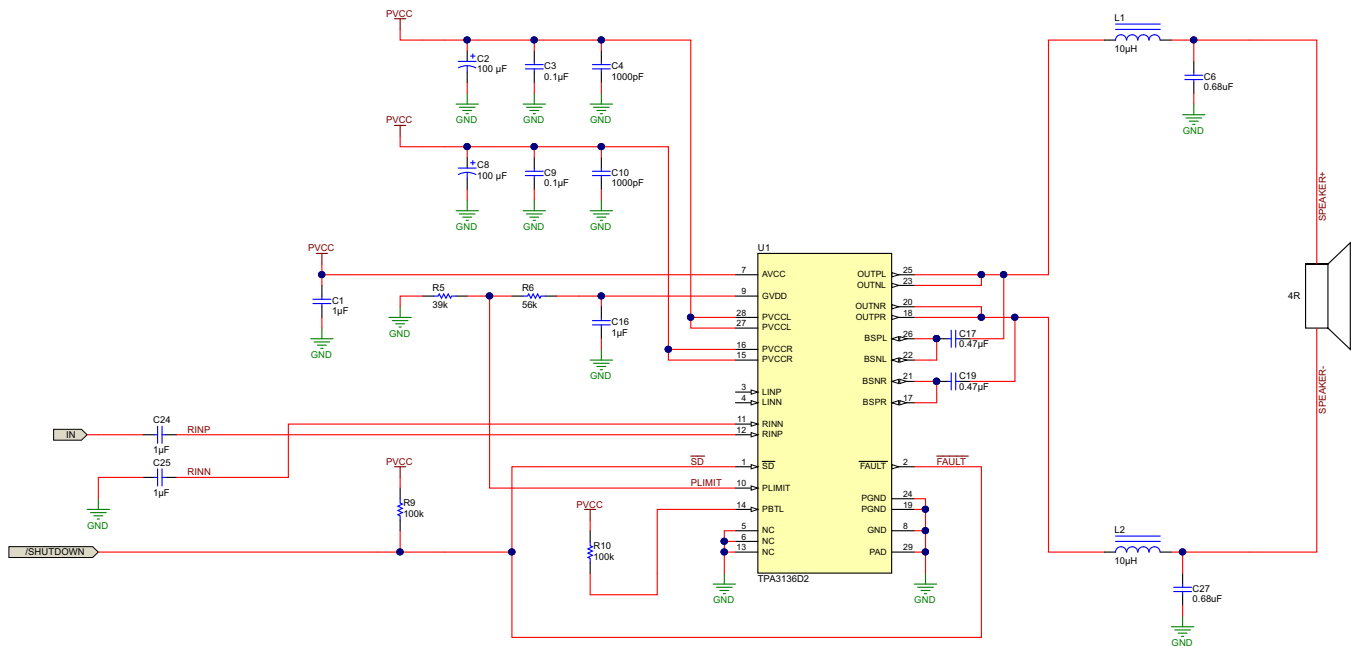 PVCC
C2
100 µF
C3
0.1µF
C4
1000pF
GND
GND
GND
PVCC
C8
100 µF
C9
0.1µF
C10
1000pF
GND
GND
GND
L1
10µH
C6
0.68uF
GND
SPEAKER+
4R
SPEAKER-
PVCC
C1
1µF
GND
R5
39k
R6
56k
GND
C16
1µF
GND
U1
7 AVCC
9 GVDD
28 PVCCL
27 PVCCL
16 PVCCR
15 PVCCR
3 LINP
4 LINN
11 RINN
12 RINP
1 SD
10 PLIMIT
14 PBTL
5 NC
6 NC
13 NC
OUTPL 25
OUTNL 23
OUTNR 20
OUTPR 18
BSPL 26
BSNL 22
BSNR 21
BSPR 17
FAULT 2
PGND 24
PGND 19
GND 8
PAD 29
TPA3136D2
C17
0.47µF
C19
0.47µF
FAULT
IN
C24
1µF
RINP
C25
1µF
RINN
GND
SD
PLIMIT
PVCC
R9
100k
/SHUTDOWN
PVCC
R10
100k
GND
GND
L2
10µH
C27
0.68uF
GND